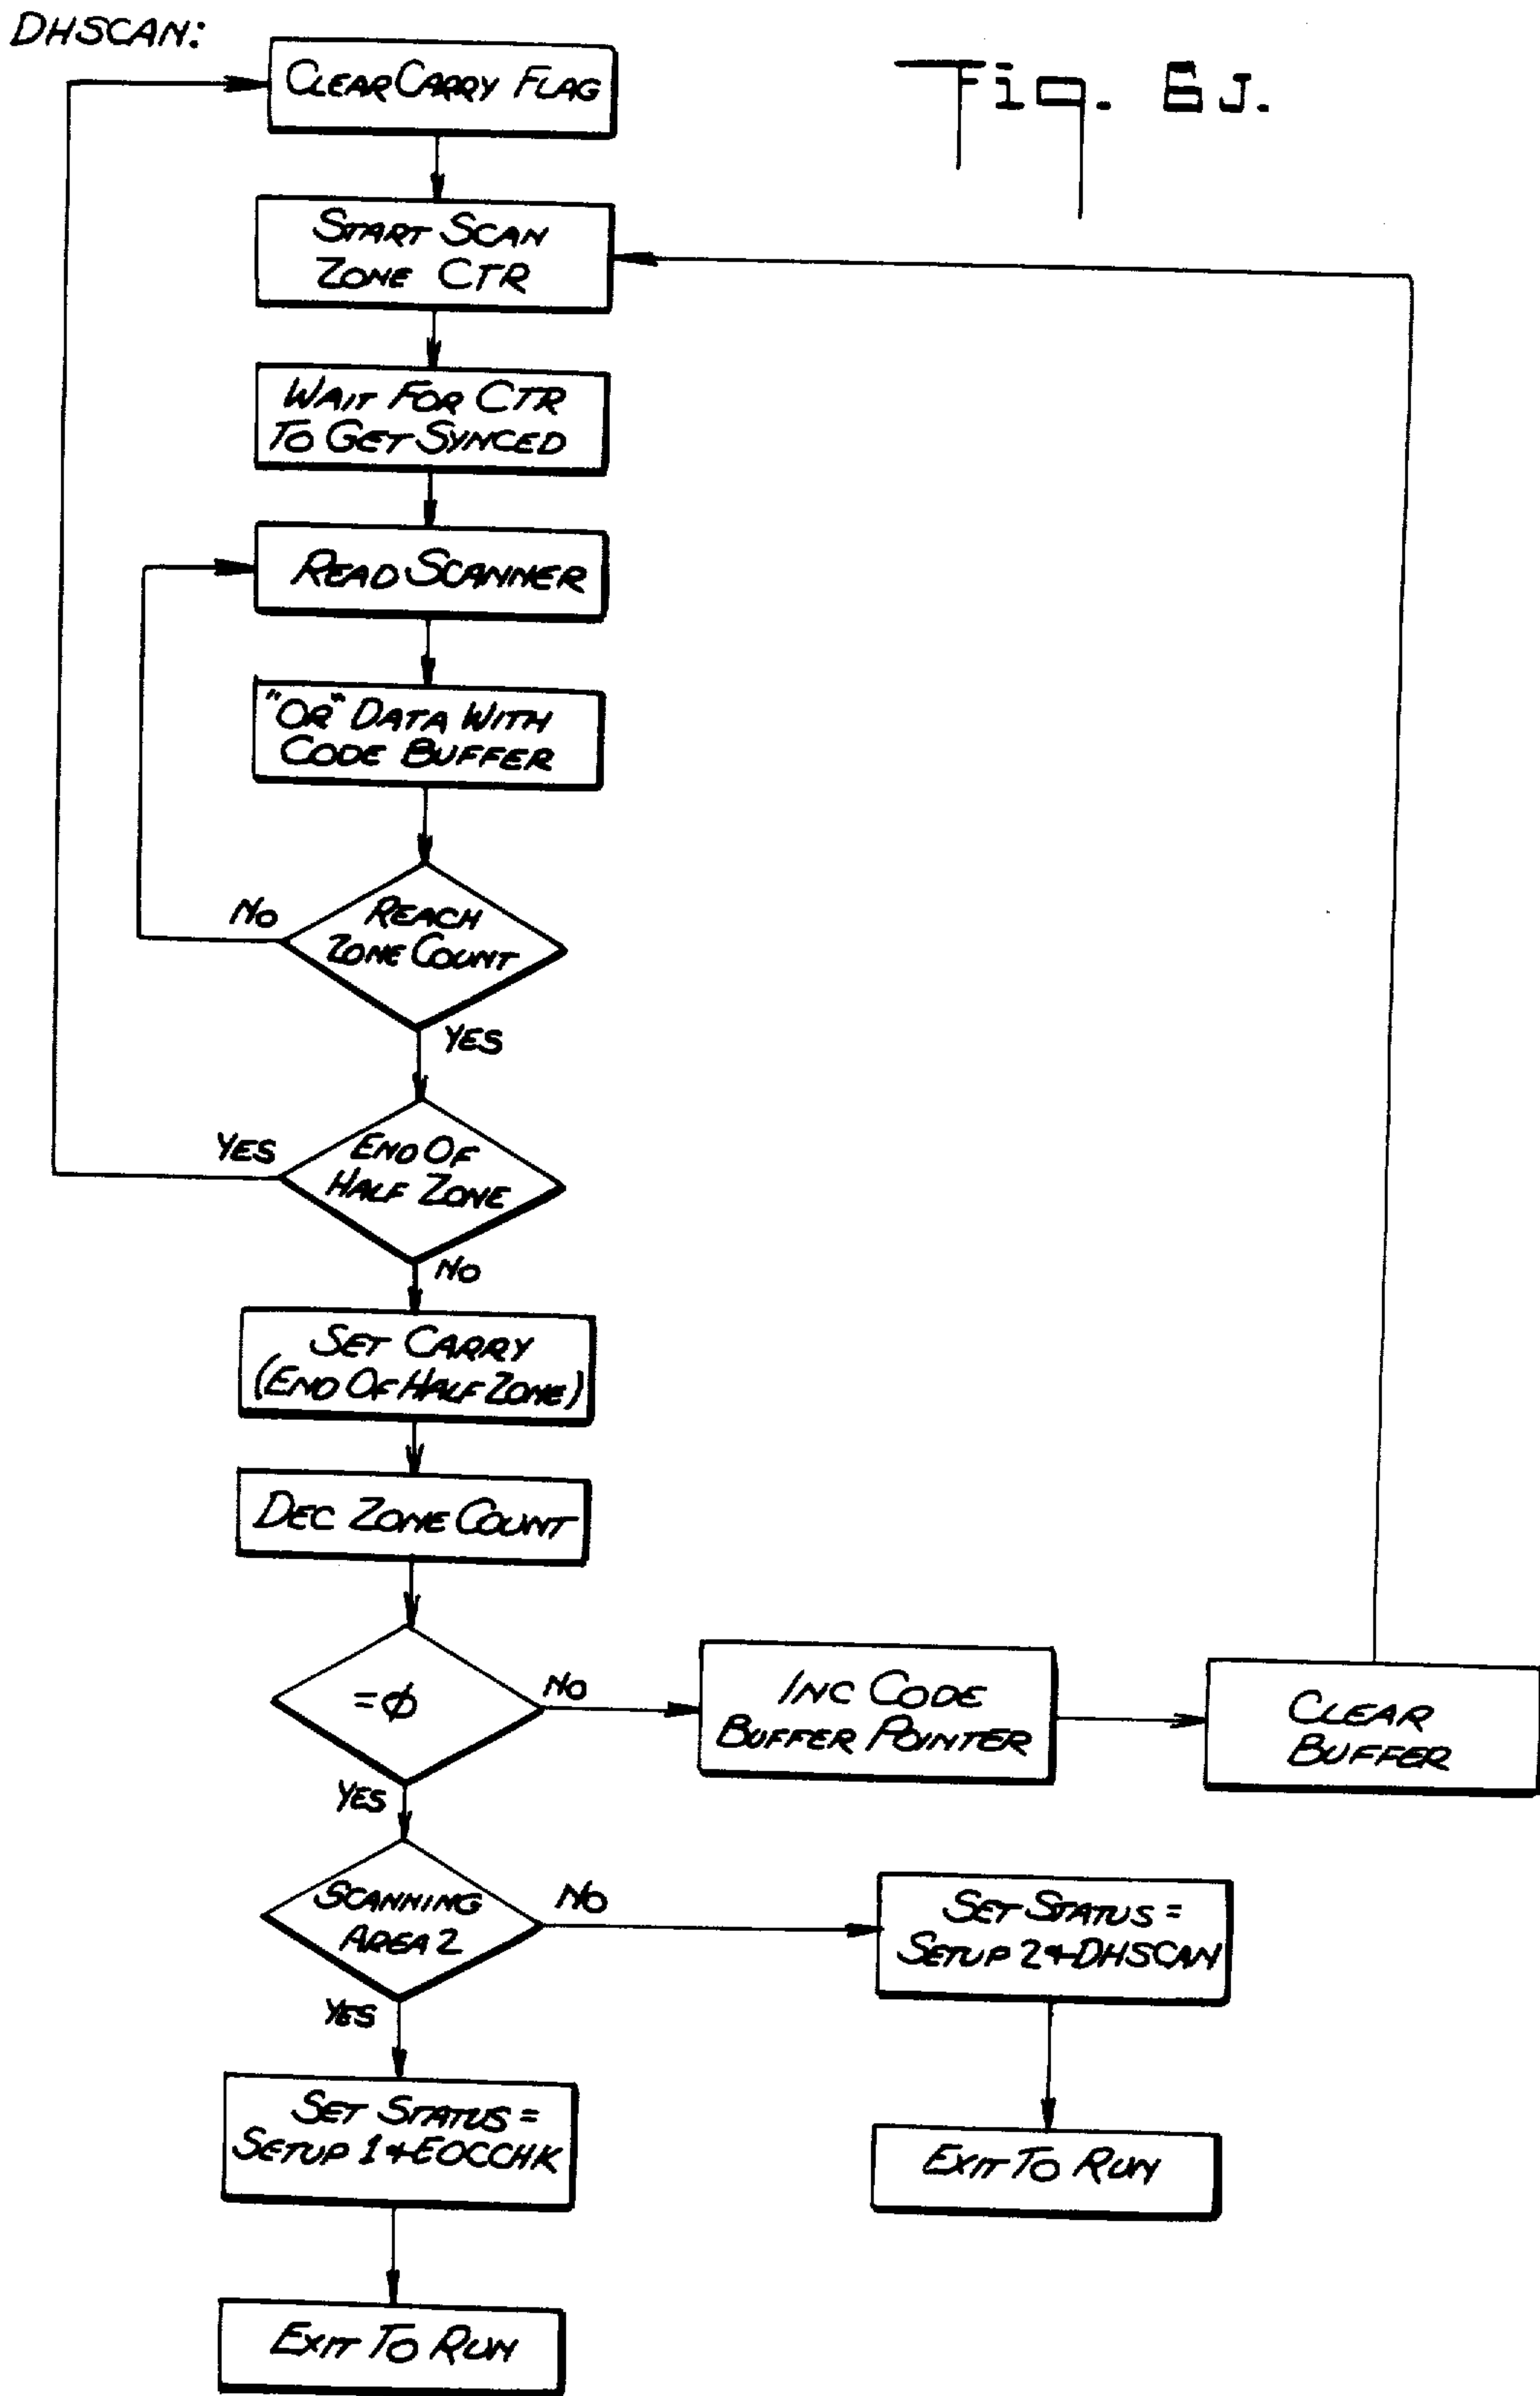 DHSCAN:
Fig. 6J.
CLEAR CARRY FLAG
START SCAN
ZONE CTR
WAIT FOR CTR
TO GET SYNCED
READ SCANNER
"OR" DATA WITH
CODE BUFFER
NO
REACH
ZONE COUNT
YES
YES
END OF
HALF ZONE
NO
SET CARRY
(END OF HALF ZONE)
DEC ZONE COUNT
=ϕ
NO
INC CODE
BUFFER POINTER
CLEAR
BUFFER
YES
SCANNING
AREA 2
NO
SET STATUS =
SETUP 2 + DHSCAN
YES
SET STATUS =
SETUP 1 + EOCCHK
EXIT TO RUN
EXIT TO RUN